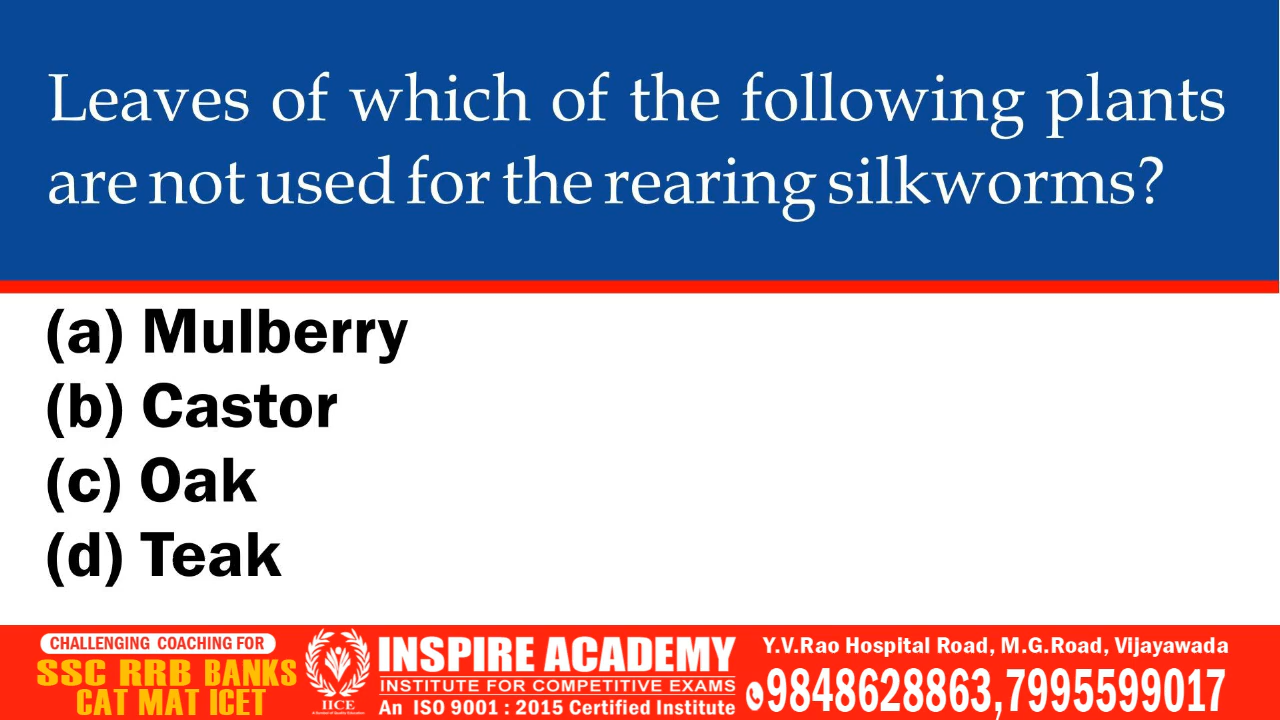 Leaves of which of the following plants
are not used for the rearing silkworms?
(a) Mulberry
(b) Castor
(c) Oak
(d) Teak
CHALLENGING COACHING FOR
SSC RRB BANKS
CAT MAT ICET
IICE
INSPIRE ACADEMY
INSTITUTE FOR COMPETITIVE EXAMS
An ISO 9001 : 2015 Certified Institute
Y.V.Rao Hospital Road, M.G.Road, Vijayawada
9848628863,7995599017